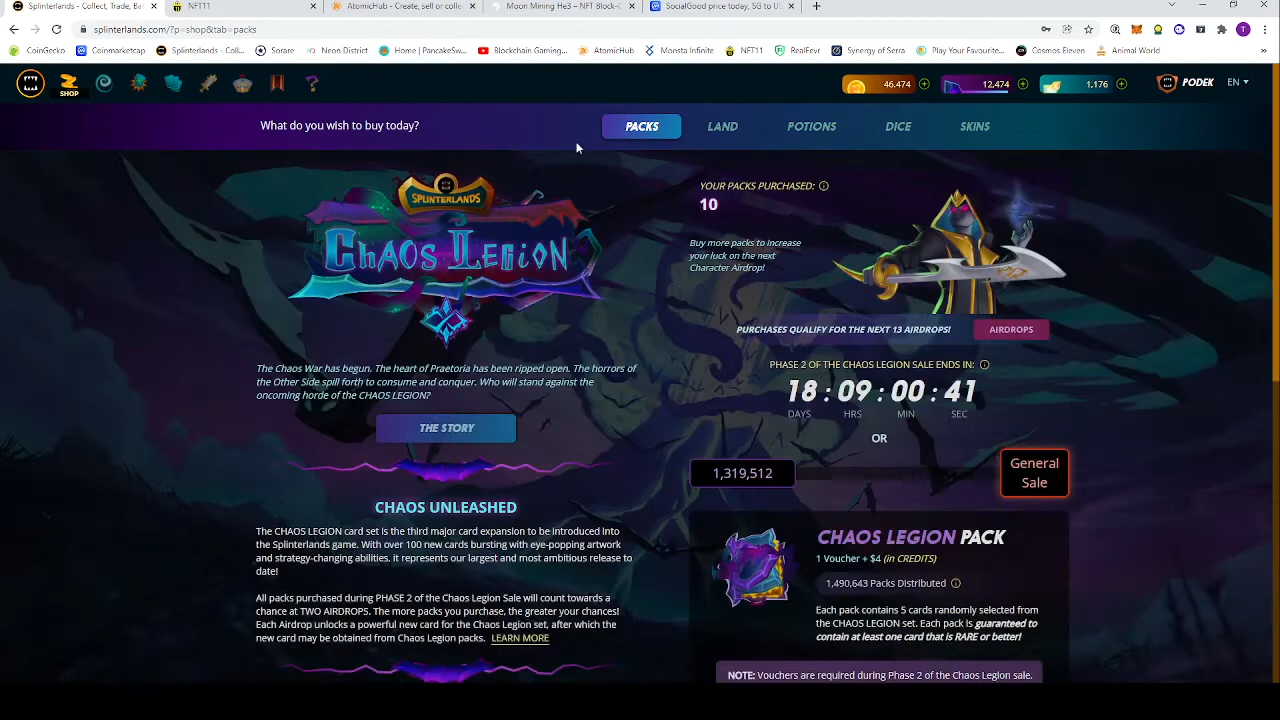 Splinterlands - Collect, Trade, Ba
NFT11
AtomicHub - Create, sell or collec
Moon Mining He3 – NFT Block-C
SocialGood price today, SG to US
splinterlands.com/?p=shop&tab=packs
CoinGecko
Coinmarketcap
Splinterlands - Coll...
Sorare
Neon District
Home | PancakeSw...
Blockchain Gaming...
AtomicHub
Monsta Infinite
NFT11
RealFevr
Synergy of Serra
Play Your Favourite...
Cosmos Eleven
Animal World
SHOP
46.474
12,474
1,176
PODEK
EN
What do you wish to buy today?
PACKS
LAND
POTIONS
DICE
SKINS
SPLINTERLANDS
CHAOS LEGION
YOUR PACKS PURCHASED:
10
Buy more packs to increase
your luck on the next
Character Airdrop!
PURCHASES QUALIFY FOR THE NEXT 13 AIRDROPS!
AIRDROPS
The Chaos War has begun. The heart of Praetoria has been ripped open. The horrors of
the Other Side spill forth to consume and conquer. Who will stand against the
oncoming horde of the CHAOS LEGION?
THE STORY
PHASE 2 OF THE CHAOS LEGION SALE ENDS IN:
18 : 09 : 00 : 41
DAYS HRS MIN SEC
OR
1,319,512
General
Sale
CHAOS UNLEASHED
The CHAOS LEGION card set is the third major card expansion to be introduced into
the Splinterlands game. With over 100 new cards bursting with eye-popping artwork
and strategy-changing abilities, it represents our largest and most ambitious release to
date!
All packs purchased during PHASE 2 of the Chaos Legion Sale will count towards a
chance at TWO AIRDROPS. The more packs you purchase, the greater your chances!
Each Airdrop unlocks a powerful new card for the Chaos Legion set, after which the
new card may be obtained from Chaos Legion packs. LEARN MORE
CHAOS LEGION PACK
1 Voucher + $4 (in CREDITS)
1,490,643 Packs Distributed
Each pack contains 5 cards randomly selected from
the CHAOS LEGION set. Each pack is guaranteed to
contain at least one card that is RARE or better!
NOTE: Vouchers are required during Phase 2 of the Chaos Legion sale.